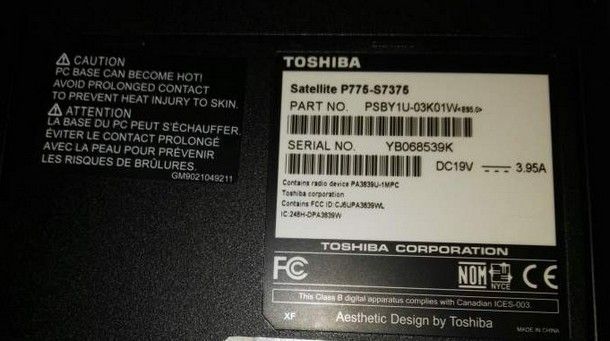 CAUTION
PC BASE CAN BECOME HOT!
AVOID PROLONGED CONTACT
TO PREVENT HEAT INJURY TO SKIN.
ATTENTION
LA BASE DU PC PEUT S'ÉCHAUFFER.
ÉVITER LE CONTACT PROLONGÉ
AVEC LA PEAU POUR PRÉVENIR
LES RISQUES DE BRÛLURES.
GM9021049211
TOSHIBA
Satellite P775-S7375
PART NO. PSBY1U-03K01W
SERIAL NO. YB068539K
DC19V 3.95A
Contains radio device PA3839U-1MPC
Toshiba corporation
Contains FCC ID:CJ6UPA3839WL
IC:248H-DPA3839W
TOSHIBA CORPORATION
FC NOM NYCE CE
This Class B digital apparatus complies with Canadian ICES-003
XF Aesthetic Design by Toshiba MADE IN CHINA